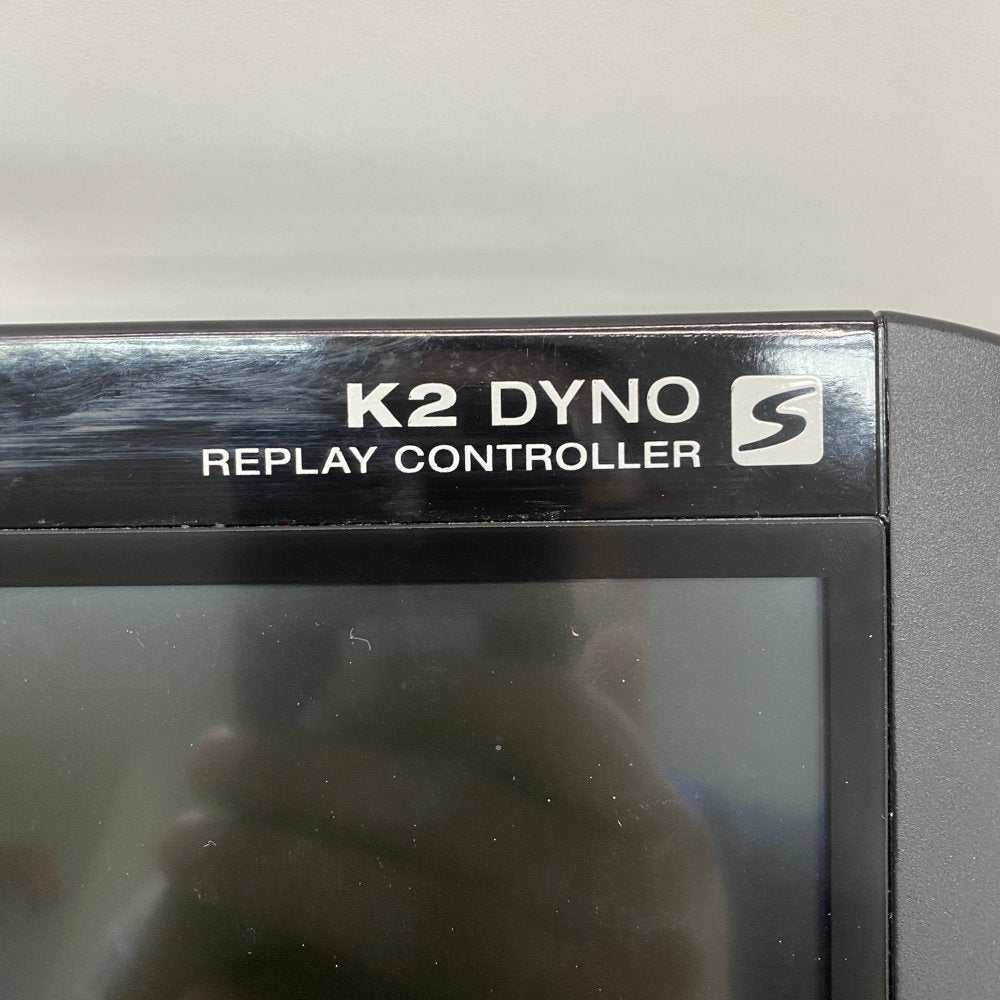 K2 DYNO S
REPLAY CONTROLLER